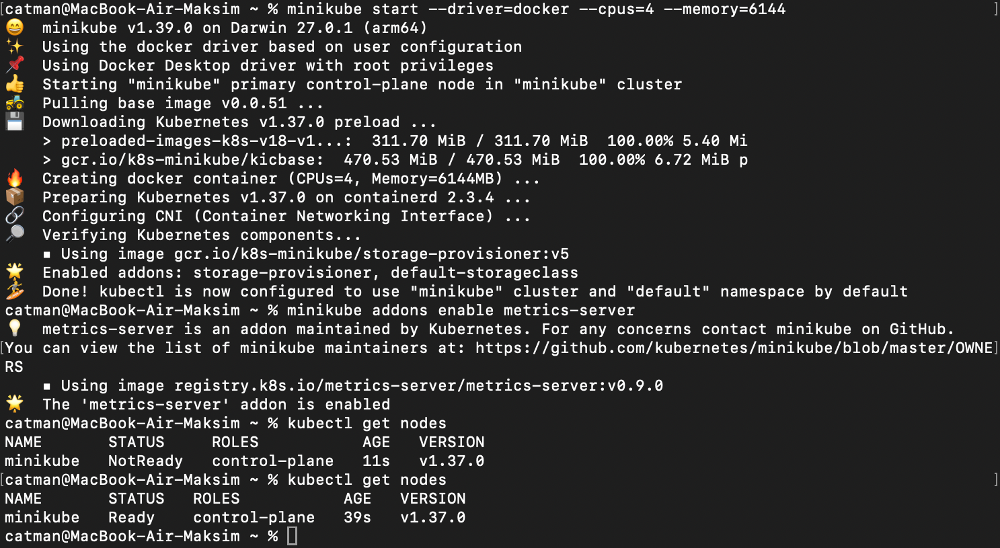 [catman@MacBook-Air-Maksim ~ % minikube start --driver=docker --cpus=4 --memory=6144 ]
😄  minikube v1.39.0 on Darwin 27.0.1 (arm64)
✨  Using the docker driver based on user configuration
📌  Using Docker Desktop driver with root privileges
👍  Starting "minikube" primary control-plane node in "minikube" cluster
🚜  Pulling base image v0.0.51 ...
💾  Downloading Kubernetes v1.37.0 preload ...
    > preloaded-images-k8s-v18-v1...:  311.70 MiB / 311.70 MiB  100.00% 5.40 Mi
    > gcr.io/k8s-minikube/kicbase:  470.53 MiB / 470.53 MiB  100.00% 6.72 MiB p
🔥  Creating docker container (CPUs=4, Memory=6144MB) ...
📦  Preparing Kubernetes v1.37.0 on containerd 2.3.4 ...
🔗  Configuring CNI (Container Networking Interface) ...
🔎  Verifying Kubernetes components...
    ▪ Using image gcr.io/k8s-minikube/storage-provisioner:v5
🌟  Enabled addons: storage-provisioner, default-storageclass
🏄  Done! kubectl is now configured to use "minikube" cluster and "default" namespace by default
catman@MacBook-Air-Maksim ~ % minikube addons enable metrics-server
💡  metrics-server is an addon maintained by Kubernetes. For any concerns contact minikube on GitHub.
[You can view the list of minikube maintainers at: https://github.com/kubernetes/minikube/blob/master/OWNE]
RS
    ▪ Using image registry.k8s.io/metrics-server/metrics-server:v0.9.0
🌟  The 'metrics-server' addon is enabled
catman@MacBook-Air-Maksim ~ % kubectl get nodes
NAME       STATUS     ROLES           AGE   VERSION
minikube   NotReady   control-plane   11s   v1.37.0
[catman@MacBook-Air-Maksim ~ % kubectl get nodes ]
NAME       STATUS   ROLES           AGE   VERSION
minikube   Ready    control-plane   39s   v1.37.0
catman@MacBook-Air-Maksim ~ %